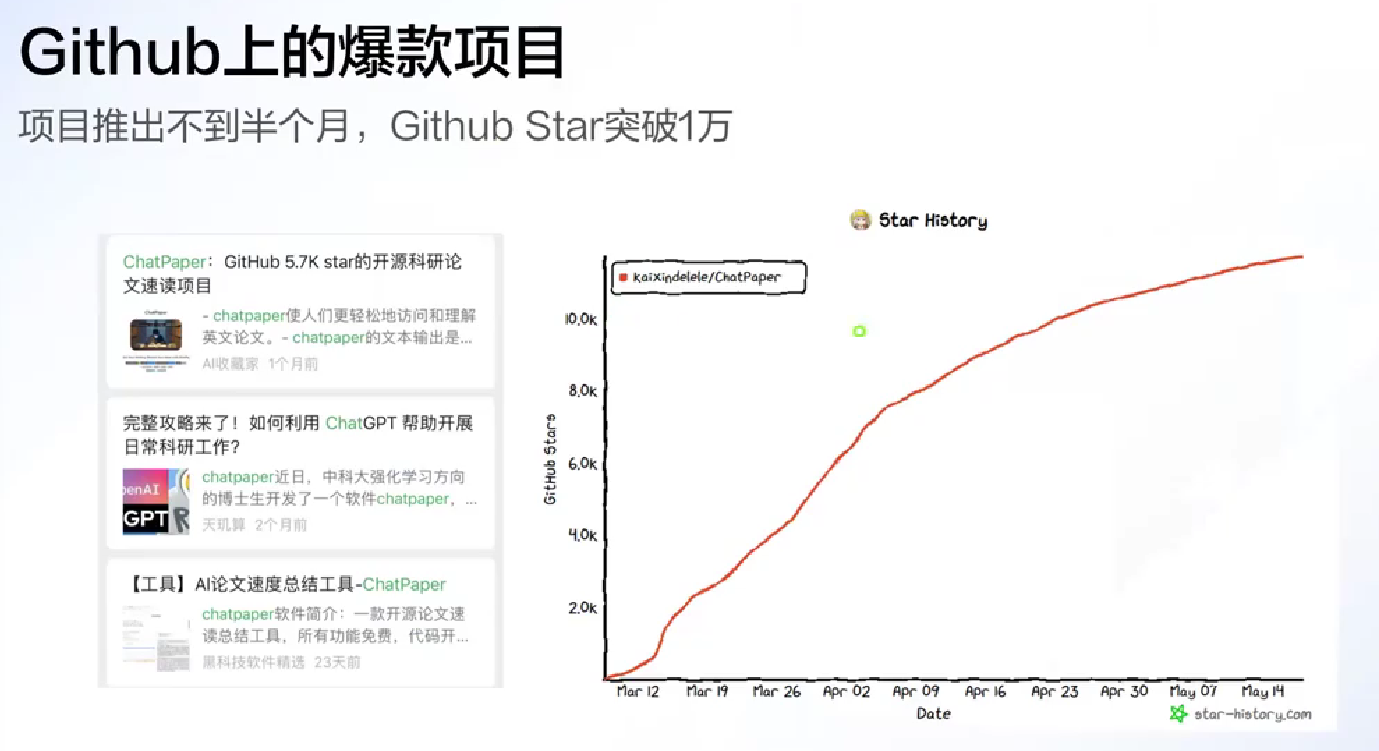 Github上的爆款项目
项目推出不到半个月，Github Star突破1万
ChatPaper：GitHub 5.7K star的开源科研论
文速读项目
ChatPaper
- chatpaper使人们更轻松地访问和理解
英文论文。- chatpaper的文本输出是...
AI收藏家 1个月前
完整攻略来了！如何利用 ChatGPT 帮助开展
日常科研工作？
penAI
GPT
chatpaper近日，中科大强化学习方向
的博士生开发了一个软件chatpaper，...
天玑算 2个月前
【工具】AI论文速度总结工具-ChatPaper
chatpaper软件简介：一款开源论文速
读总结工具，所有功能免费，代码开...
黑科技软件精选 23天前
Star History
kaixindelele/ChatPaper
GitHub Stars
10.0k
8.0k
6.0k
4.0k
2.0k
Mar 12 Mar 19 Mar 26 Apr 02 Apr 09 Apr 16 Apr 23 Apr 30 May 07 May 14
Date
star-history.com